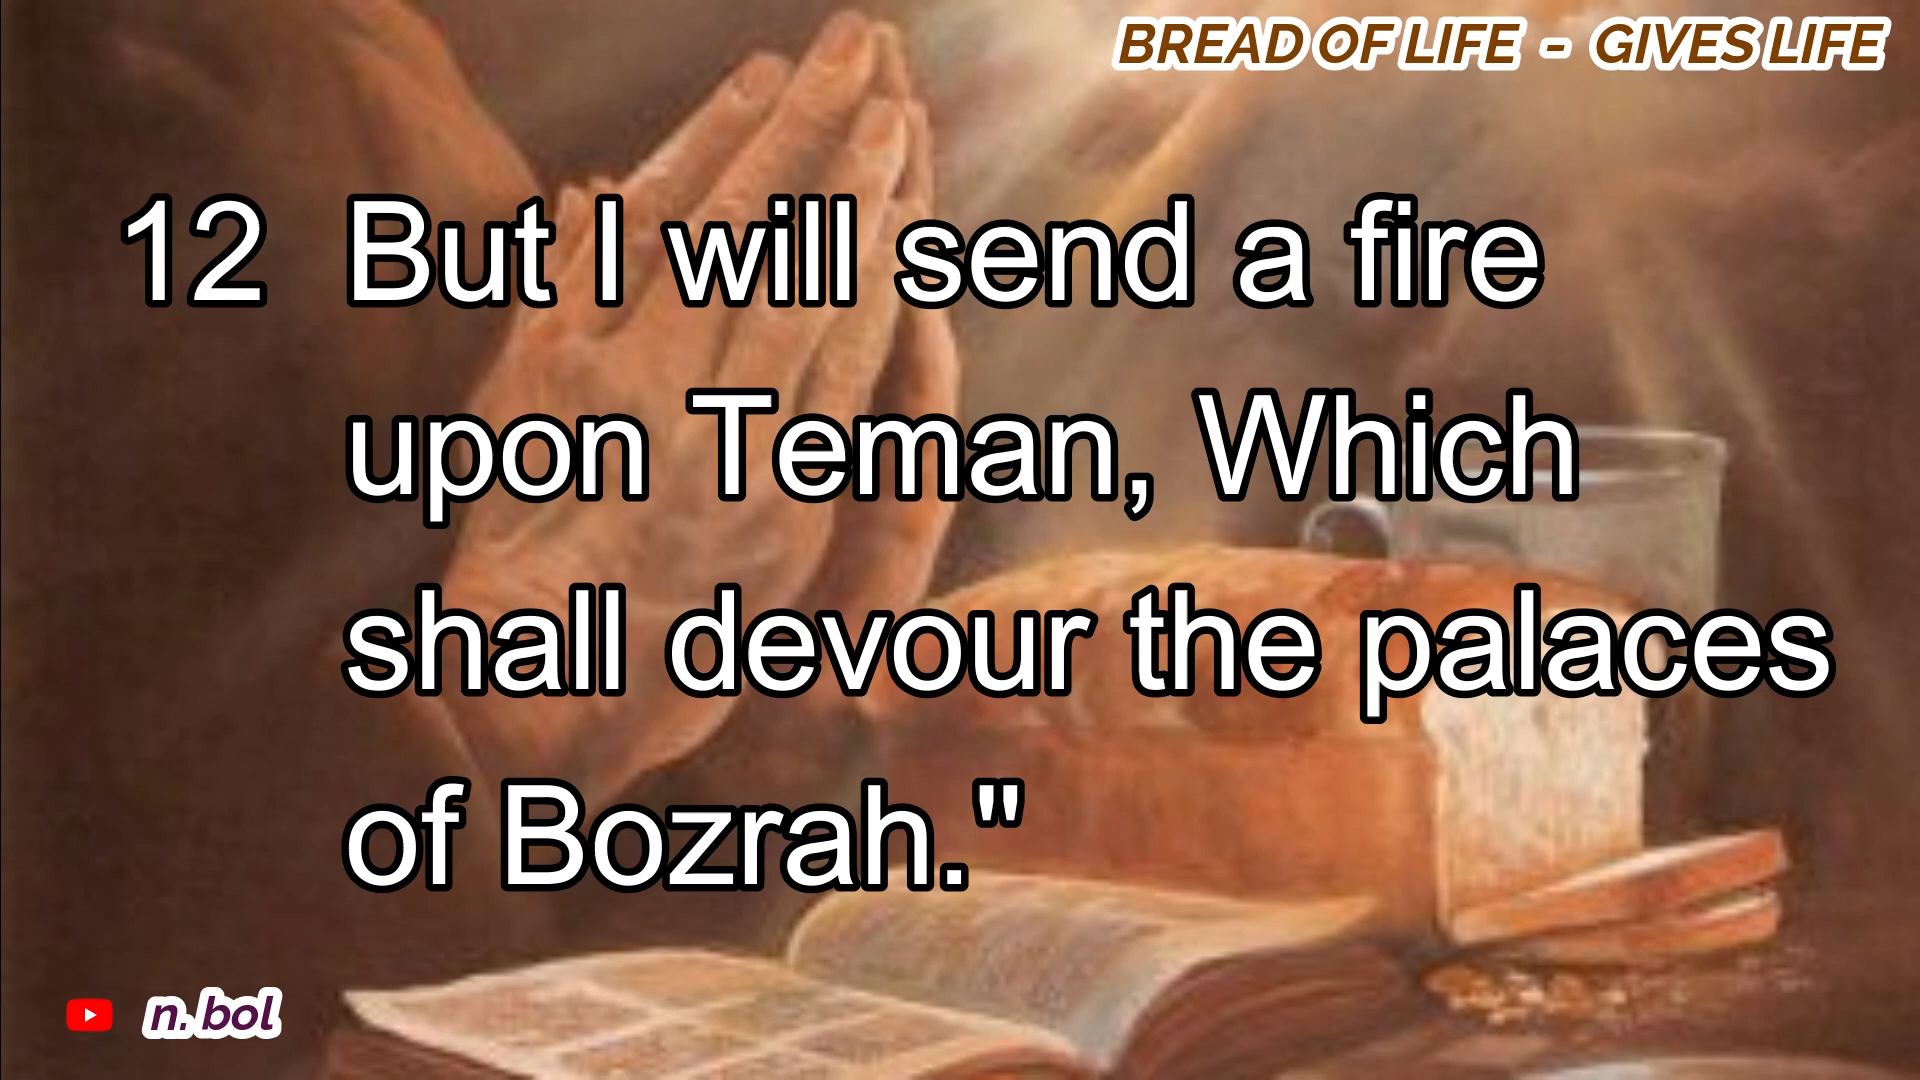 BREAD OF LIFE - GIVES LIFE
12 But I will send a fire
upon Teman, Which
shall devour the palaces
of Bozrah."
n. bol